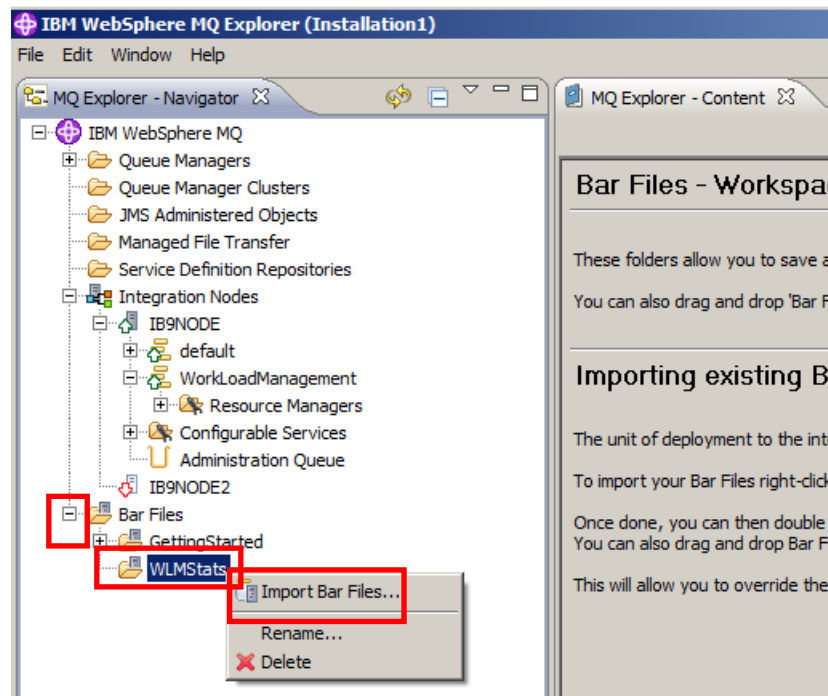 IBM WebSphere MQ Explorer (Installation1)
File Edit Window Help
MQ Explorer - Navigator
IBM WebSphere MQ
Queue Managers
Queue Manager Clusters
JMS Administered Objects
Managed File Transfer
Service Definition Repositories
Integration Nodes
IB9NODE
default
WorkLoadManagement
Resource Managers
Configurable Services
Administration Queue
IB9NODE2
Bar Files
GettingStarted
WLMStats
Import Bar Files...
Rename...
Delete
MQ Explorer - Content
Bar Files - Workspa
These folders allow you to save a
You can also drag and drop 'Bar F
Importing existing B
The unit of deployment to the int
To import your Bar Files right-click
Once done, you can then double
You can also drag and drop Bar F
This will allow you to override the